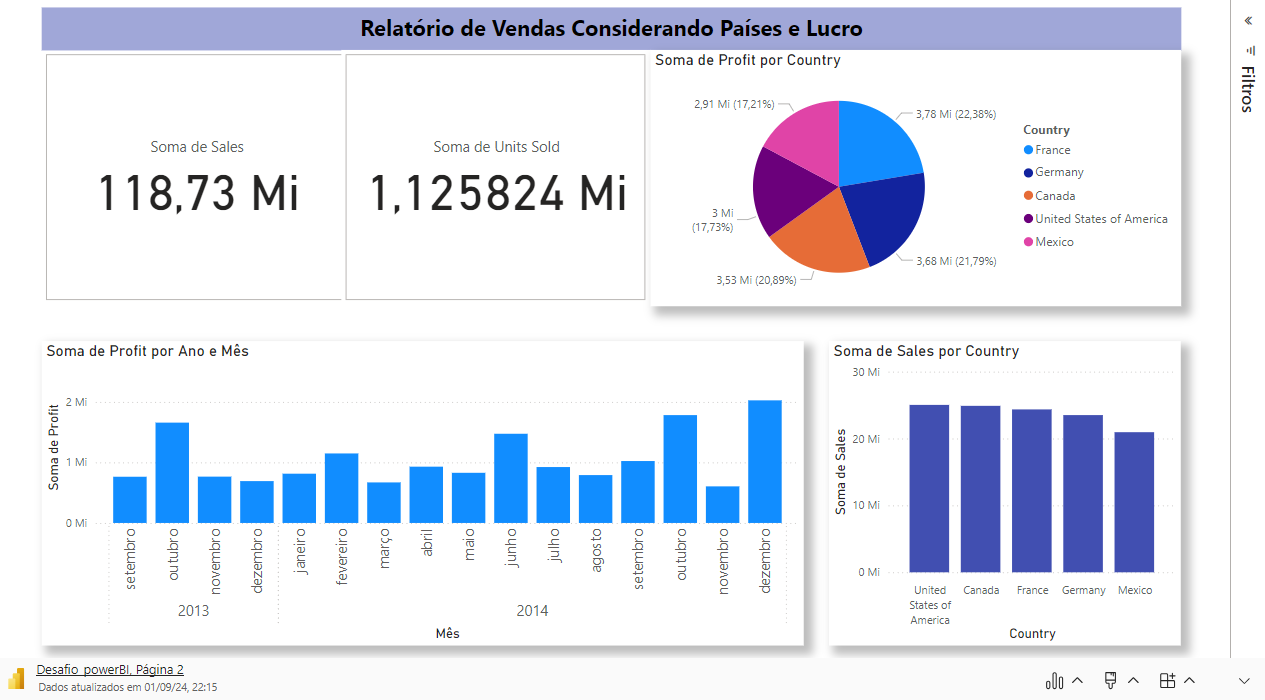 Relatório de Vendas Considerando Países e Lucro
Filtros
Soma de Sales
118,73 Mi
Soma de Units Sold
1,125824 Mi
Soma de Profit por Country
2,91 Mi (17,21%)
3,78 Mi (22,38%)
3 Mi
(17,73%)
3,53 Mi (20,89%)
3,68 Mi (21,79%)
Country
France
Germany
Canada
United States of America
Mexico
Soma de Profit por Ano e Mês
Soma de Profit
2 Mi
1 Mi
0 Mi
setembro
outubro
novembro
dezembro
janeiro
fevereiro
março
abril
maio
junho
julho
agosto
setembro
outubro
novembro
dezembro
2013
2014
Mês
Soma de Sales por Country
Soma de Sales
30 Mi
20 Mi
10 Mi
0 Mi
United
States of
America
Canada
France
Germany
Mexico
Country
Desafio_powerBI, Página 2
Dados atualizados em 01/09/24, 22:15